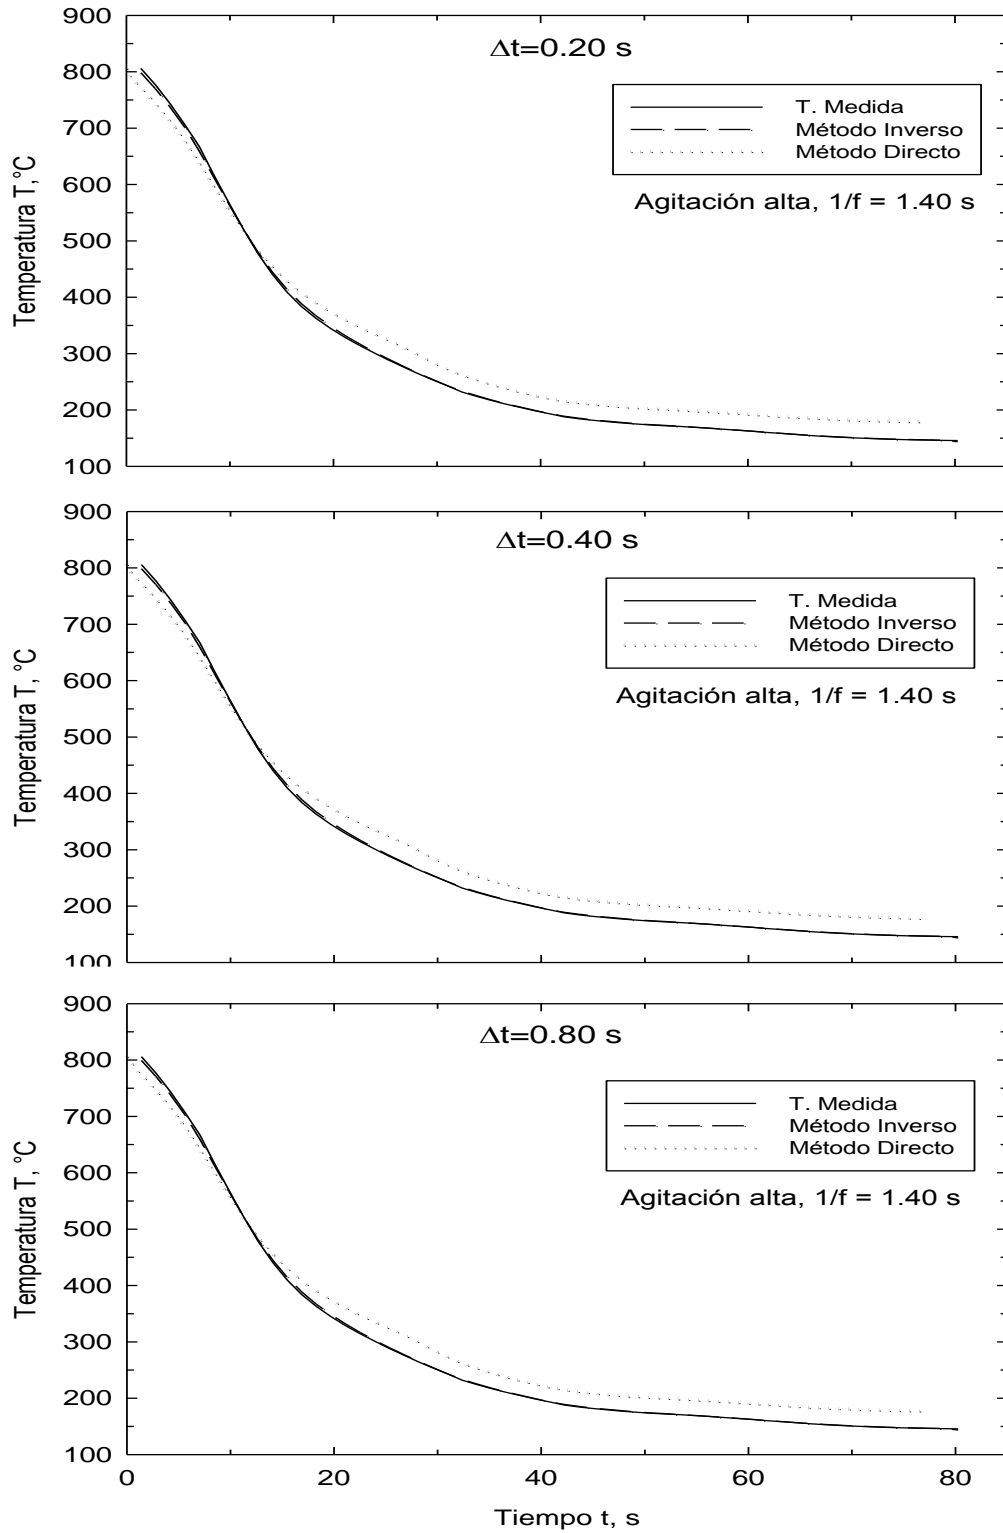 Δt=0.20 s
900
800
700
600
500
400
300
200
100
Temperatura T,°C
T. Medida
Método Inverso
Método Directo
Agitación alta, 1/f = 1.40 s
Δt=0.40 s
900
800
700
600
500
400
300
200
100
Temperatura T, °C
T. Medida
Método Inverso
Método Directo
Agitación alta, 1/f = 1.40 s
Δt=0.80 s
900
800
700
600
500
400
300
200
100
Temperatura T, °C
T. Medida
Método Inverso
Método Directo
Agitación alta, 1/f = 1.40 s
0 20 40 60 80
Tiempo t, s